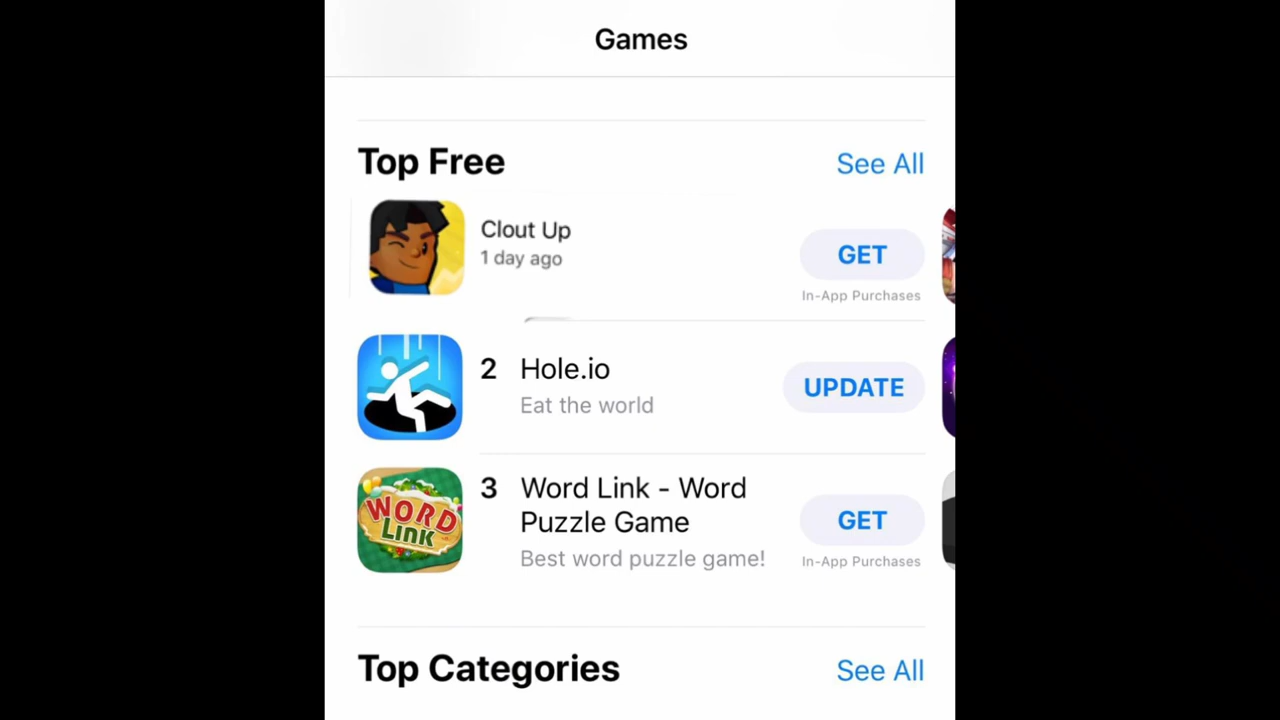 Games
Top Free
See All
Clout Up
1 day ago
GET
In-App Purchases
2
Hole.io
Eat the world
UPDATE
WORD
LINK
3
Word Link - Word
Puzzle Game
Best word puzzle game!
GET
In-App Purchases
Top Categories
See All